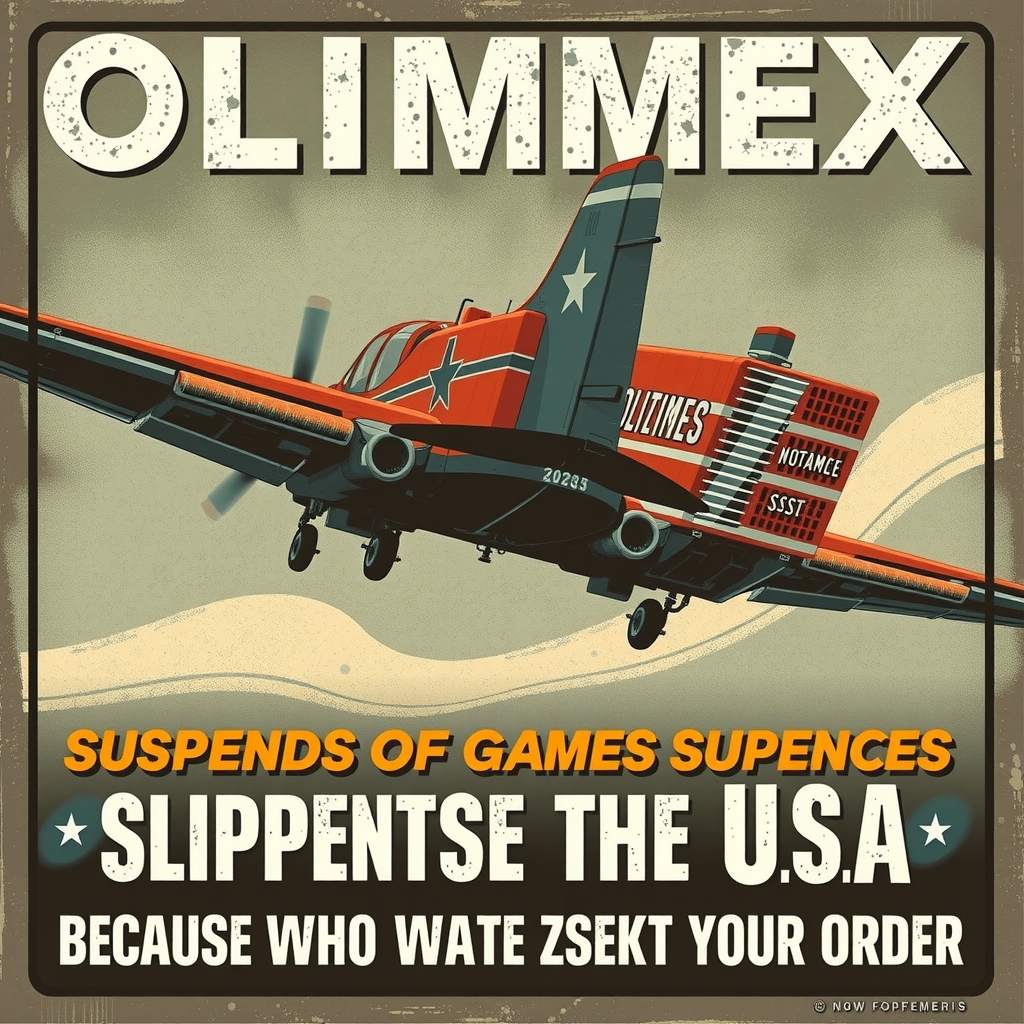 OLIMMEX
OLITIMES
NOTAMCE
SSST
20285
SUSPENDS OF GAMES SUPENCES
SLIPPENTSE THE U.S.A
BECAUSE WHO WATE ZSEKT YOUR ORDER
© NOW FOPFEMERIS